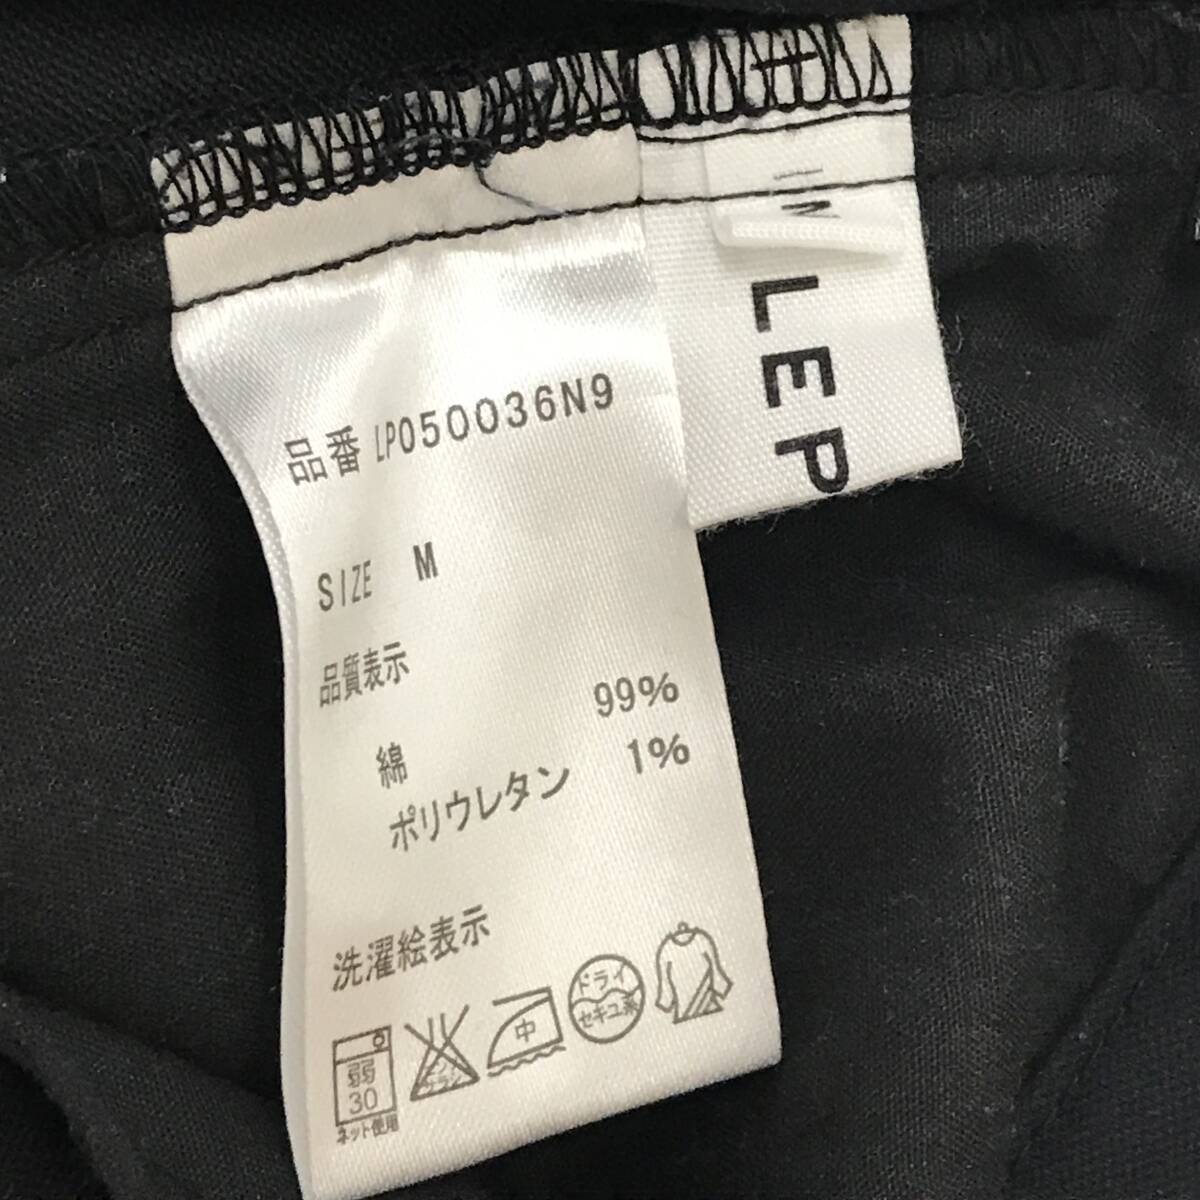 品番 LP050036N9
SIZE M
品質表示
綿 99%
ポリウレタン 1%
洗濯絵表示
弱
30
ネット使用
中
ドライ
セキユ系
LEP